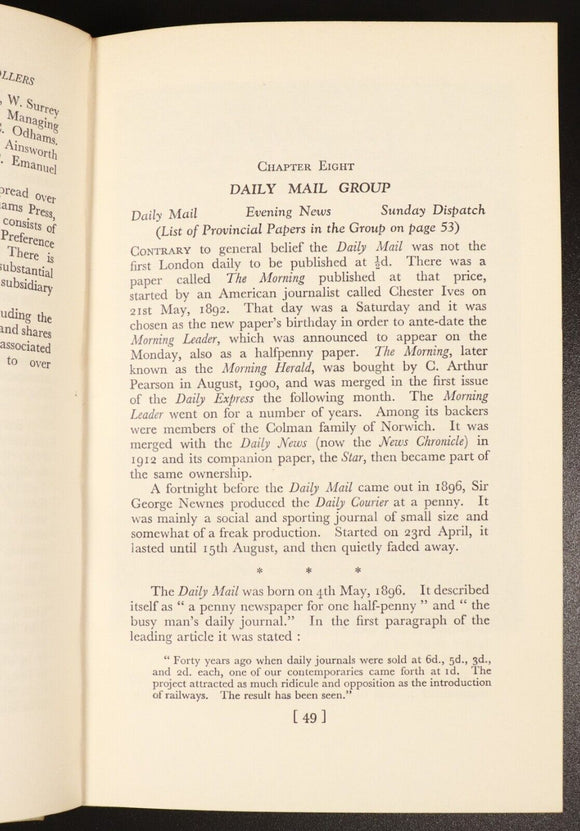 OLLERS
W. Surrey
Managing
Odhams.
Ainsworth
Emanuel
pread over
ams Press,
consists of
Preference
There is
substantial
subsidiary
uding the
and shares
associated
to over
CHAPTER EIGHT
DAILY MAIL GROUP
Daily Mail Evening News Sunday Dispatch
(List of Provincial Papers in the Group on page 53)
CONTRARY to general belief the Daily Mail was not the
first London daily to be published at ½d. There was a
paper called The Morning published at that price,
started by an American journalist called Chester Ives on
21st May, 1892. That day was a Saturday and it was
chosen as the new paper's birthday in order to ante-date the
Morning Leader, which was announced to appear on the
Monday, also as a halfpenny paper. The Morning, later
known as the Morning Herald, was bought by C. Arthur
Pearson in August, 1900, and was merged in the first issue
of the Daily Express the following month. The Morning
Leader went on for a number of years. Among its backers
were members of the Colman family of Norwich. It was
merged with the Daily News (now the News Chronicle) in
1912 and its companion paper, the Star, then became part of
the same ownership.
A fortnight before the Daily Mail came out in 1896, Sir
George Newnes produced the Daily Courier at a penny. It
was mainly a social and sporting journal of small size and
somewhat of a freak production. Started on 23rd April, it
lasted until 15th August, and then quietly faded away.
* * *
The Daily Mail was born on 4th May, 1896. It described
itself as “ a penny newspaper for one half-penny ” and “ the
busy man's daily journal.” In the first paragraph of the
leading article it was stated :
“ Forty years ago when daily journals were sold at 6d., 5d., 3d.,
and 2d. each, one of our contemporaries came forth at 1d. The
project attracted as much ridicule and opposition as the introduction
of railways. The result has been seen.”
[ 49 ]